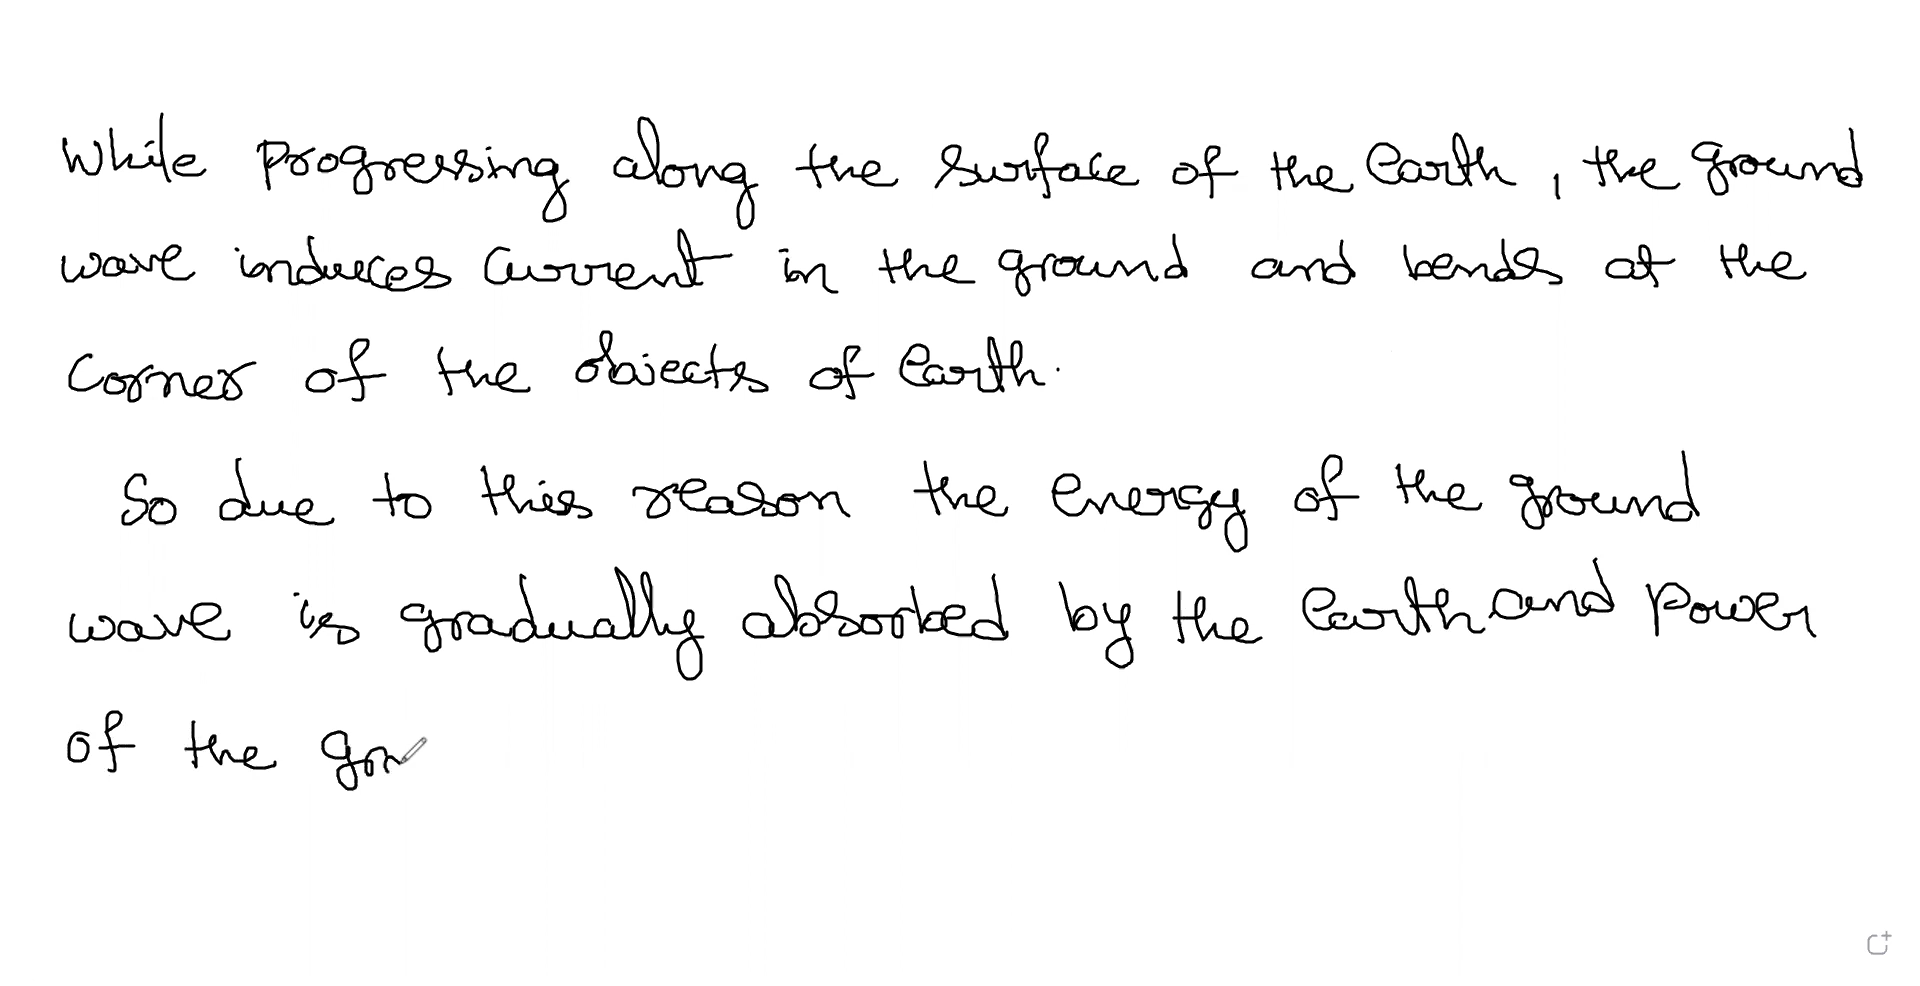 While progressing along the surface of the Earth, the ground
wave induces current in the ground and bends at the
corner of the objects of Earth.
So due to this reason the energy of the ground
wave is gradually absorbed by the Earth and power
of the gro